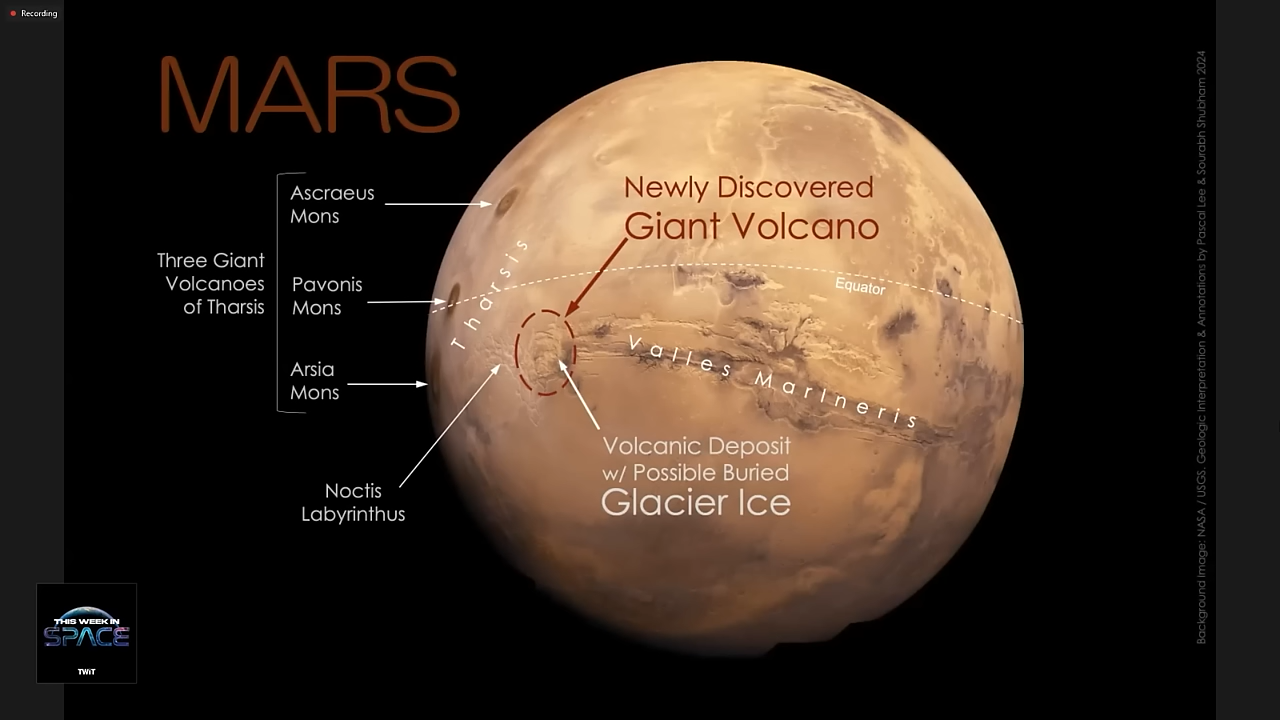 Recording
MARS
Ascraeus
Mons
Three Giant
Volcanoes
of Tharsis
Pavonis
Mons
Arsia
Mons
Noctis
Labyrinthus
Tharsis
Newly Discovered
Giant Volcano
Equator
Valles Marineris
Volcanic Deposit
w/ Possible Buried
Glacier Ice
Background Image: NASA / USGS. Geologic Interpretation & Annotations by Pascal Lee & Sourabh Shubham 2024
THIS WEEK IN
SPACE
TWiT